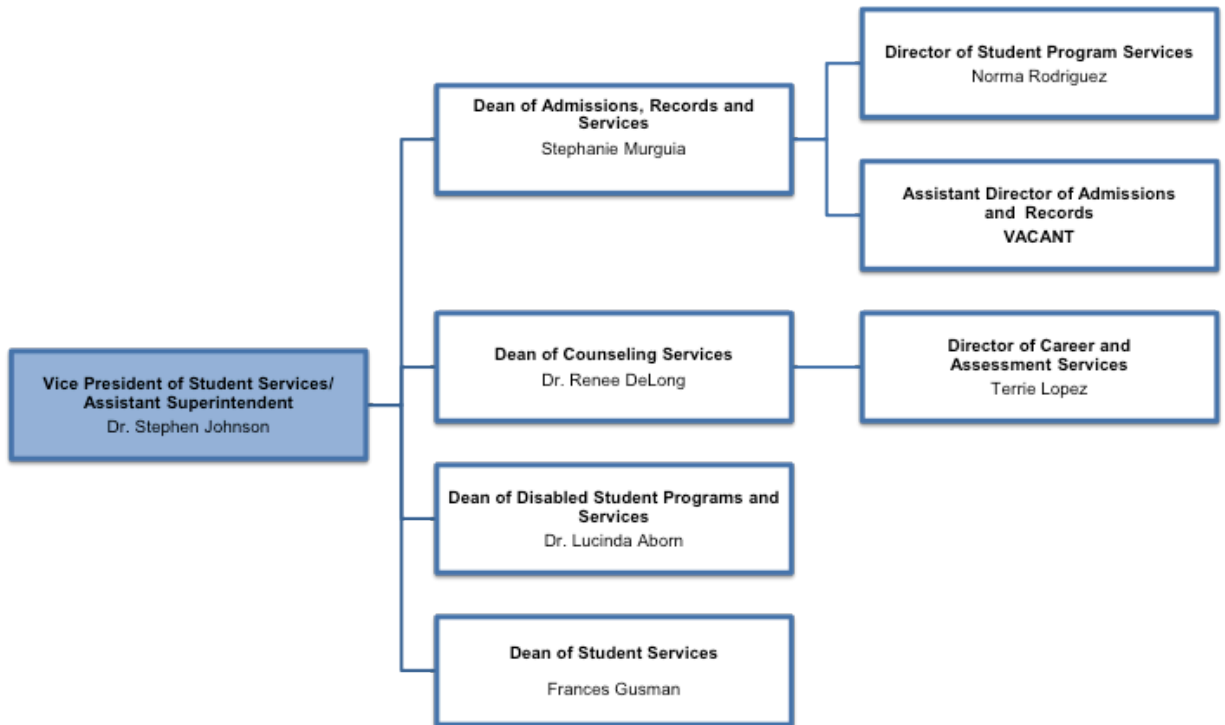 Director of Student Program Services
Norma Rodriguez
Dean of Admissions, Records and
Services
Stephanie Murguia
Assistant Director of Admissions
and Records
VACANT
Dean of Counseling Services
Dr. Renee DeLong
Director of Career and
Assessment Services
Terrie Lopez
Vice President of Student Services/
Assistant Superintendent
Dr. Stephen Johnson
Dean of Disabled Student Programs and
Services
Dr. Lucinda Aborn
Dean of Student Services
Frances Gusman